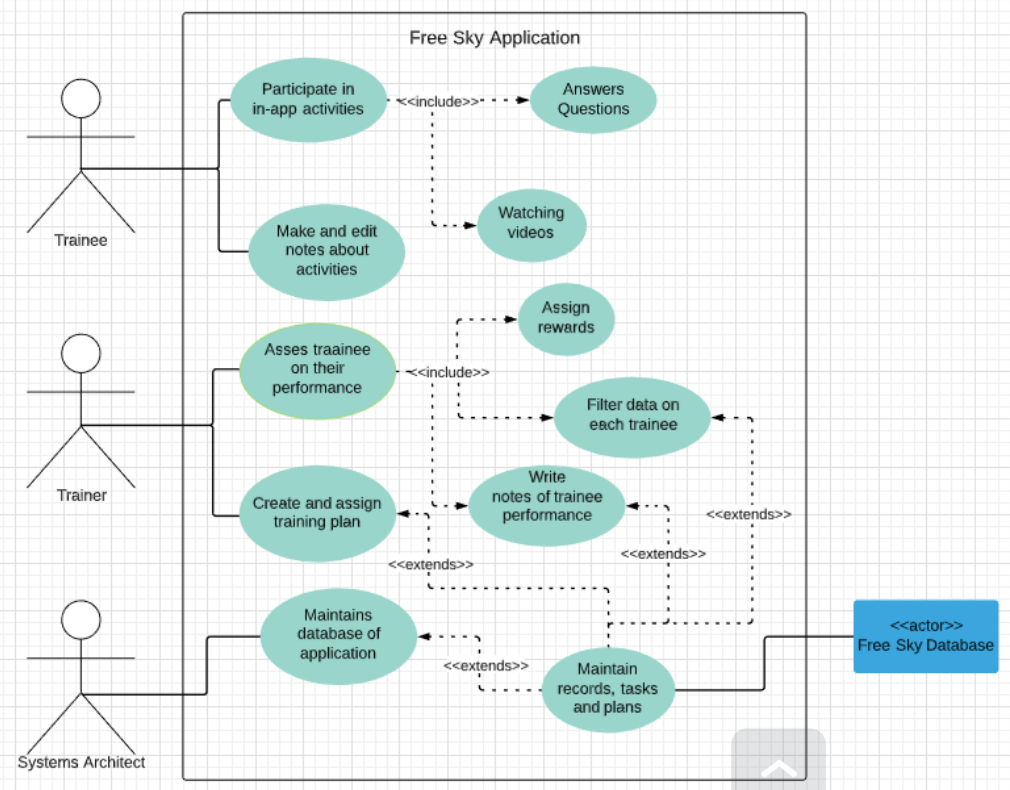 Free Sky Application
Participate in
in-app activities
<<include>>
Answers
Questions
Trainee
Make and edit
notes about
activities
Watching
videos
Assign
rewards
Asses traainee
on their
performance
<<include>>
Filter data on
each trainee
Trainer
Create and assign
training plan
Write
notes of trainee
performance
<<extends>>
<<extends>>
<<extends>>
Maintains
database of
application
<<extends>>
Maintain
records, tasks
and plans
<<actor>>
Free Sky Database
Systems Architect